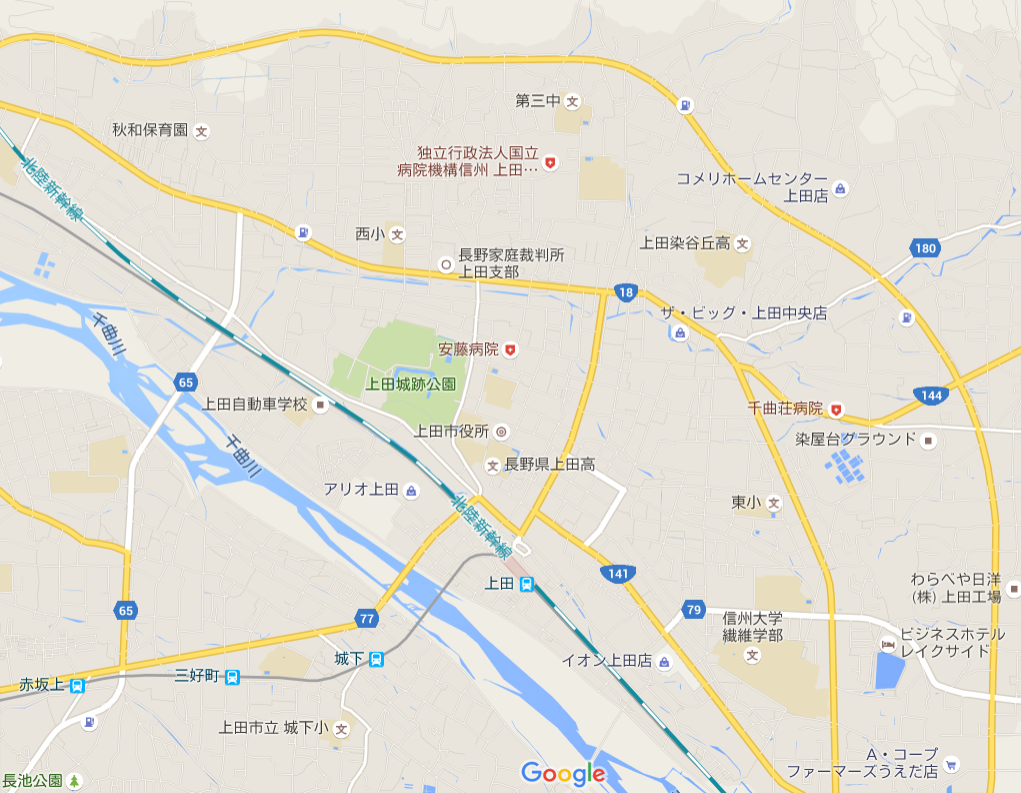 第三中
秋和保育園
独立行政法人国立
病院機構信州 上田…
北陸新幹線
コメリホームセンター
上田店
西小
上田染谷丘高
180
長野家庭裁判所
上田支部
18
ザ・ビッグ・上田中央店
千曲川
安藤病院
65
上田城跡公園
144
上田自動車学校
千曲荘病院
上田市役所
染屋台グラウンド
千曲川
長野県上田高
アリオ上田
東小
北陸新幹線
141
上田
わらべや日洋
(株) 上田工場
65
77
79
信州大学
繊維学部
ビジネスホテル
レイクサイド
城下
イオン上田店
三好町
赤坂上
上田市立 城下小
A・コープ
ファーマーズうえだ店
長池公園
Google